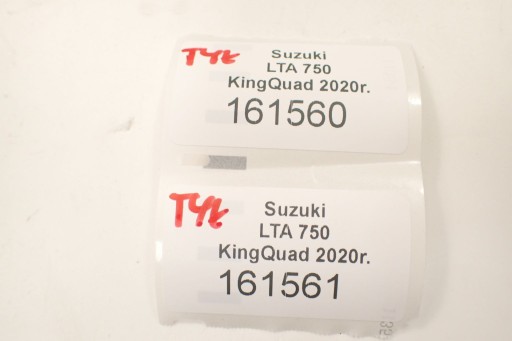 TYŁ
Suzuki
LTA 750
KingQuad 2020r.
161560
TYŁ
Suzuki
LTA 750
KingQuad 2020r.
161561